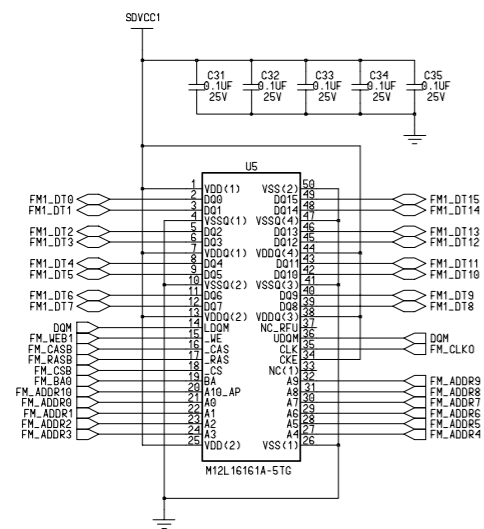 SDVCC1
C31 C32 C33 C34 C35
0.1UF 0.1UF 0.1UF 0.1UF 0.1UF
25V 25V 25V 25V 25V
U5
1 VDD(1) VSS(2) 50
FM1_DT0 2 DQ0 DQ15 49 FM1_DT15
FM1_DT1 3 DQ1 DQ14 48 FM1_DT14
4 VSSQ(1) VSSQ(4) 47
FM1_DT2 5 DQ2 DQ13 46 FM1_DT13
FM1_DT3 6 DQ3 DQ12 45 FM1_DT12
7 VDDQ(1) VDDQ(4) 44
FM1_DT4 8 DQ4 DQ11 43 FM1_DT11
FM1_DT5 9 DQ5 DQ10 42 FM1_DT10
10 VSSQ(2) VSSQ(3) 41
FM1_DT6 11 DQ6 DQ9 40 FM1_DT9
FM1_DT7 12 DQ7 DQ8 39 FM1_DT8
13 VDDQ(2) VDDQ(3) 38
DQM 14 LDQM NC_RFU 37
FM_WEB1 15 _WE UDQM 36 DQM
FM_CASB 16 _CAS CLK 35 FM_CLKO
FM_RASB 17 _RAS CKE 34
FM_CSB 18 _CS NC(1) 33
FM_BA0 19 BA A9 32 FM_ADDR9
FM_ADDR10 20 A10_AP A8 31 FM_ADDR8
FM_ADDR0 21 A0 A7 30 FM_ADDR7
FM_ADDR1 22 A1 A6 29 FM_ADDR6
FM_ADDR2 23 A2 A5 28 FM_ADDR5
FM_ADDR3 24 A3 A4 27 FM_ADDR4
25 VDD(2) VSS(1) 26
M12L16161A-5TG